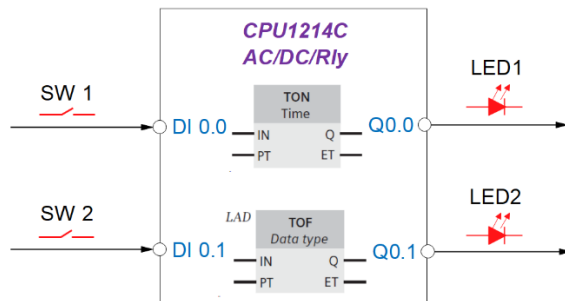 CPU1214C
AC/DC/Rly
SW 1
DI 0.0
TON
Time
IN Q
PT ET
Q0.0
LED1
SW 2
DI 0.1
LAD
TOF
Data type
IN Q
PT ET
Q0.1
LED2